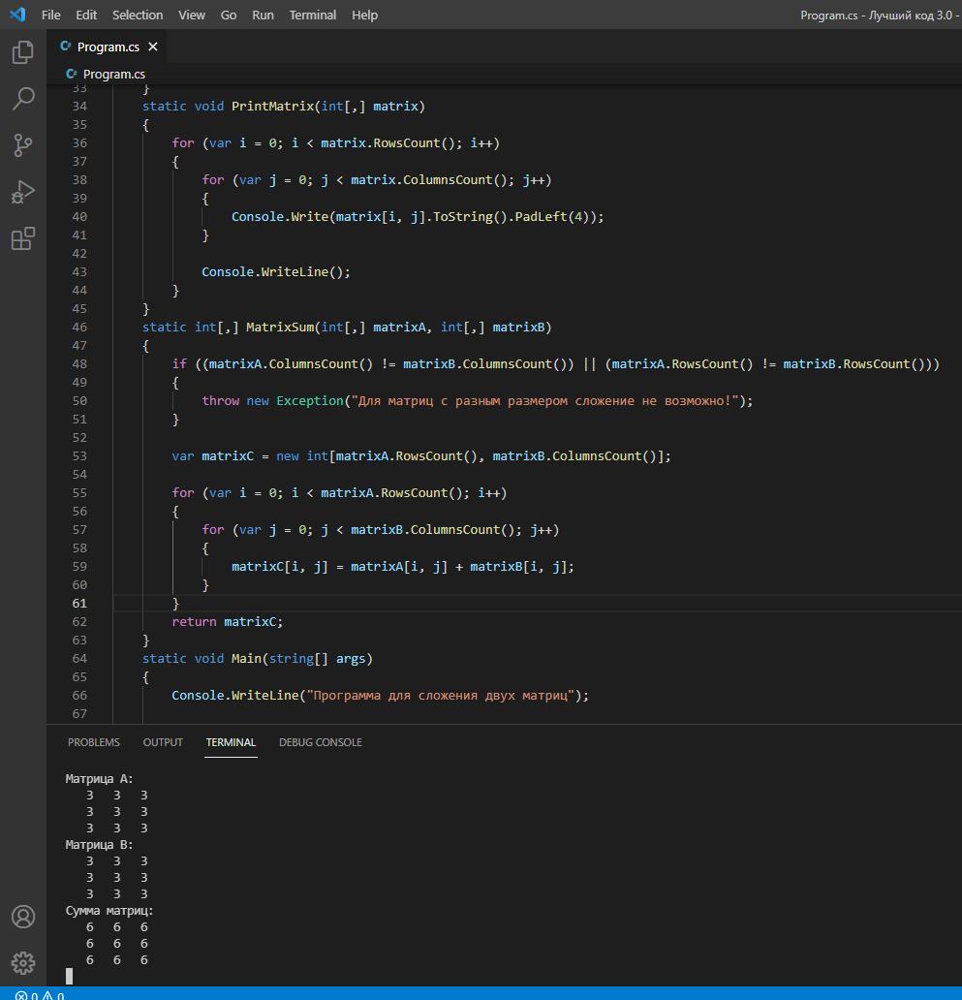 File Edit Selection View Go Run Terminal Help Program.cs - Лучший код 3.0 -
C# Program.cs ×
C# Program.cs
33 }
34 static void PrintMatrix(int[,] matrix)
35 {
36 for (var i = 0; i < matrix.RowsCount(); i++)
37 {
38 for (var j = 0; j < matrix.ColumnsCount(); j++)
39 {
40 Console.Write(matrix[i, j].ToString().PadLeft(4));
41 }
42
43 Console.WriteLine();
44 }
45 }
46 static int[,] MatrixSum(int[,] matrixA, int[,] matrixB)
47 {
48 if ((matrixA.ColumnsCount() != matrixB.ColumnsCount()) || (matrixA.RowsCount() != matrixB.RowsCount()))
49 {
50 throw new Exception("Для матриц с разным размером сложение не возможно!");
51 }
52
53 var matrixC = new int[matrixA.RowsCount(), matrixB.ColumnsCount()];
54
55 for (var i = 0; i < matrixA.RowsCount(); i++)
56 {
57 for (var j = 0; j < matrixB.ColumnsCount(); j++)
58 {
59 matrixC[i, j] = matrixA[i, j] + matrixB[i, j];
60 }
61 }
62 return matrixC;
63 }
64 static void Main(string[] args)
65 {
66 Console.WriteLine("Программа для сложения двух матриц");
67
PROBLEMS OUTPUT TERMINAL DEBUG CONSOLE
Матрица A:
3 3 3
3 3 3
3 3 3
Матрица B:
3 3 3
3 3 3
3 3 3
Сумма матриц:
6 6 6
6 6 6
6 6 6
0 0